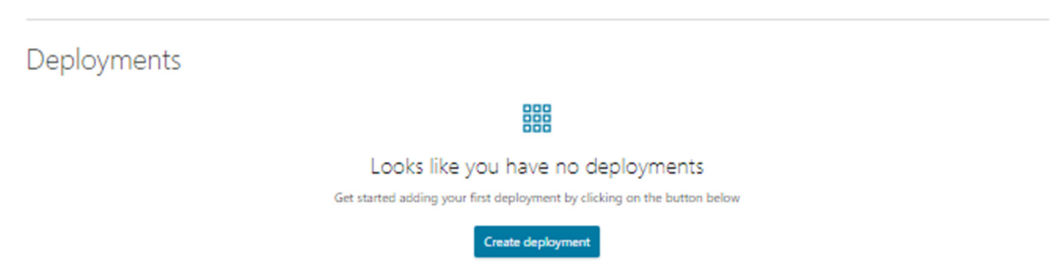 Deployments
Looks like you have no deployments
Get started adding your first deployment by clicking on the button below
Create deployment